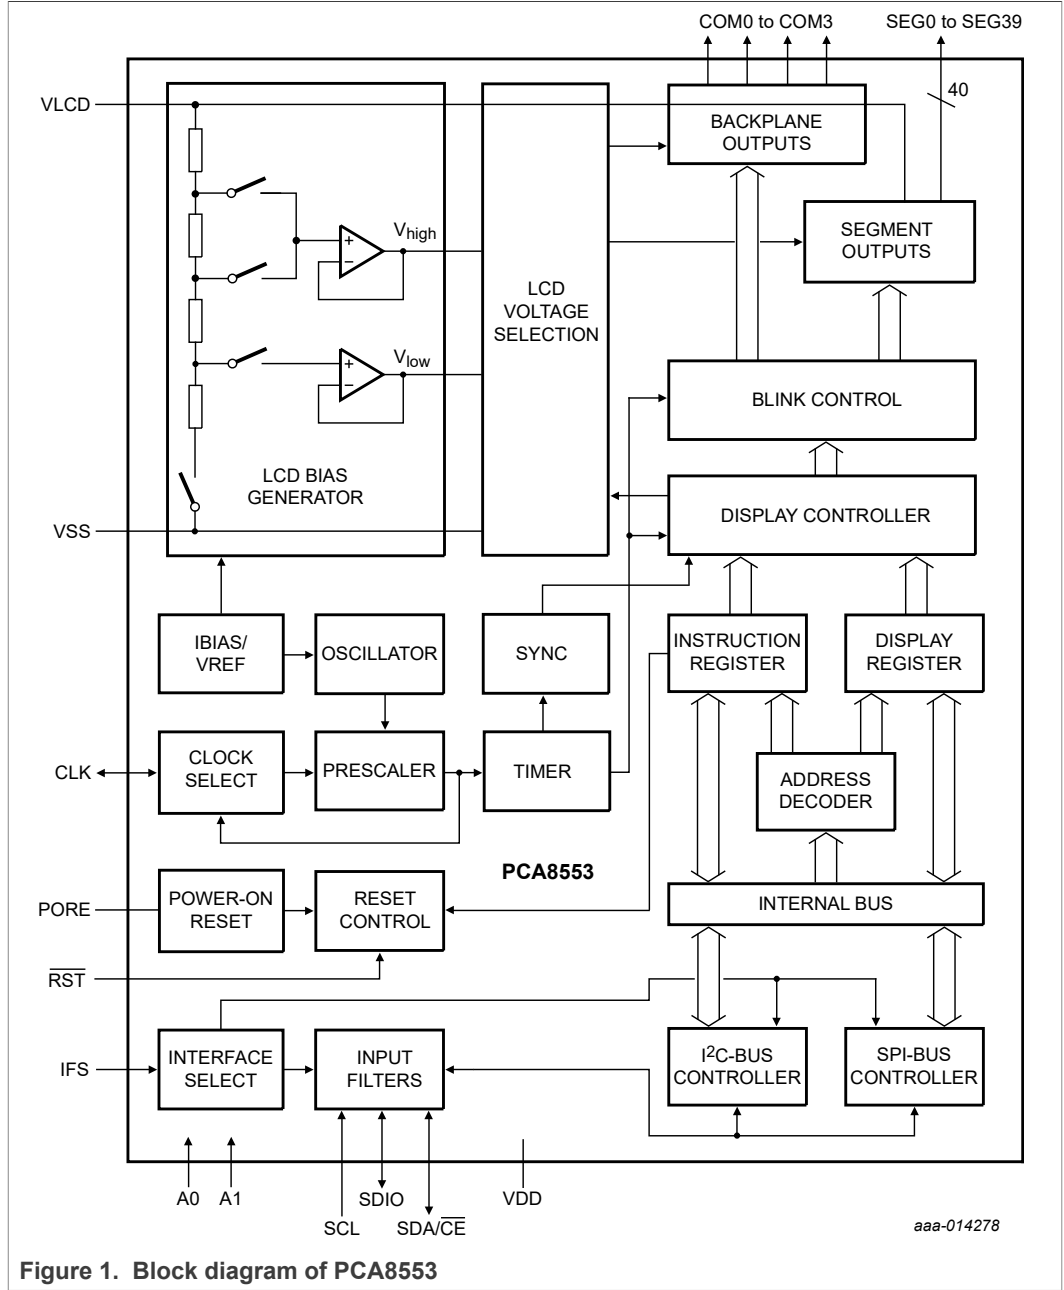 COM0 to COM3
SEG0 to SEG39
VLCD
40
BACKPLANE
OUTPUTS
Vhigh
+
−
SEGMENT
OUTPUTS
LCD
VOLTAGE
SELECTION
Vlow
+
−
BLINK CONTROL
LCD BIAS
GENERATOR
DISPLAY CONTROLLER
VSS
IBIAS/
VREF
OSCILLATOR
SYNC
INSTRUCTION
REGISTER
DISPLAY
REGISTER
CLK
CLOCK
SELECT
PRESCALER
TIMER
ADDRESS
DECODER
PCA8553
PORE
POWER-ON
RESET
RESET
CONTROL
INTERNAL BUS
R̅S̅T̅
IFS
INTERFACE
SELECT
INPUT
FILTERS
I²C-BUS
CONTROLLER
SPI-BUS
CONTROLLER
A0
A1
SCL
SDIO
SDA/C̅E̅
VDD
aaa-014278
Figure 1. Block diagram of PCA8553